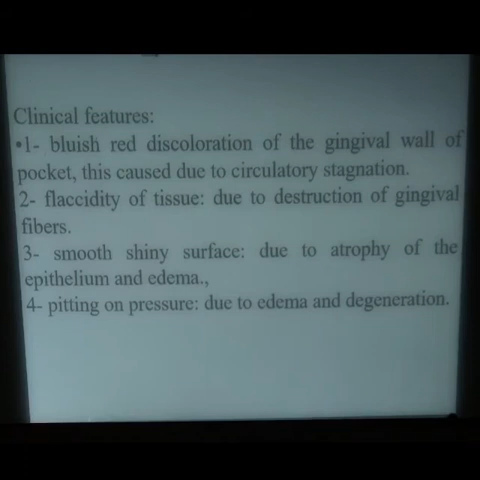 Clinical features:
•1- bluish red discoloration of the gingival wall of
pocket, this caused due to circulatory stagnation.
2- flaccidity of tissue: due to destruction of gingival
fibers.
3- smooth shiny surface: due to atrophy of the
epithelium and edema.,
4- pitting on pressure: due to edema and degeneration.